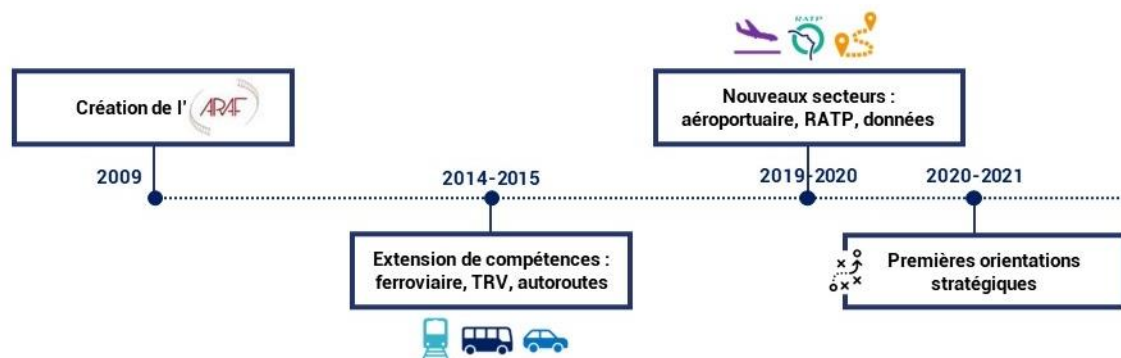 RATP
Création de l' ARAF
Nouveaux secteurs :
aéroportuaire, RATP, données
2009
2014-2015
2019-2020
2020-2021
Extension de compétences :
ferroviaire, TRV, autoroutes
Premières orientations
stratégiques